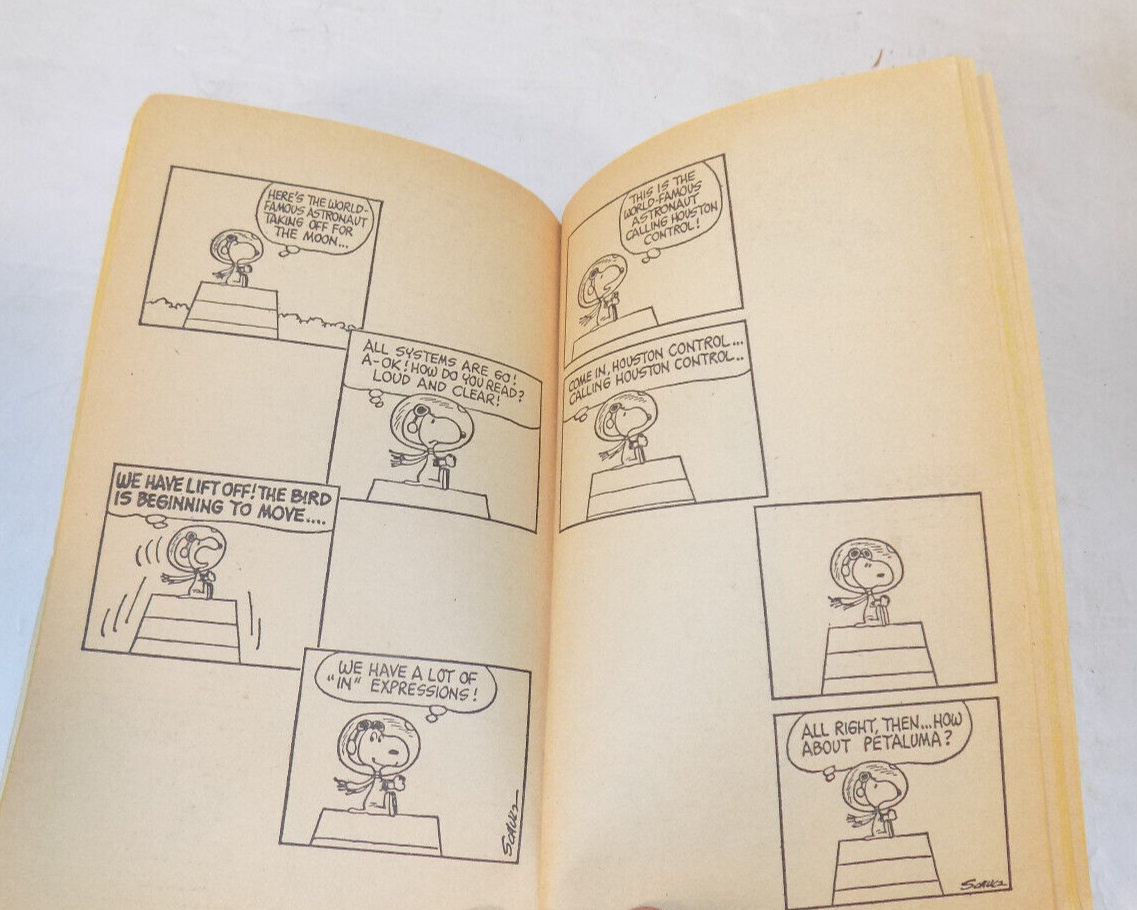 HERE'S THE WORLD-
FAMOUS ASTRONAUT
TAKING OFF FOR
THE MOON...
ALL SYSTEMS ARE GO!
A-OK! HOW DO YOU READ?
LOUD AND CLEAR!
WE HAVE LIFT OFF! THE BIRD
IS BEGINNING TO MOVE....
WE HAVE A LOT OF
"IN" EXPRESSIONS!
SCHULZ
THIS IS THE
WORLD-FAMOUS
ASTRONAUT
CALLING HOUSTON
CONTROL!
COME IN, HOUSTON CONTROL...
CALLING HOUSTON CONTROL..
ALL RIGHT, THEN...HOW
ABOUT PETALUMA?
SCHULZ